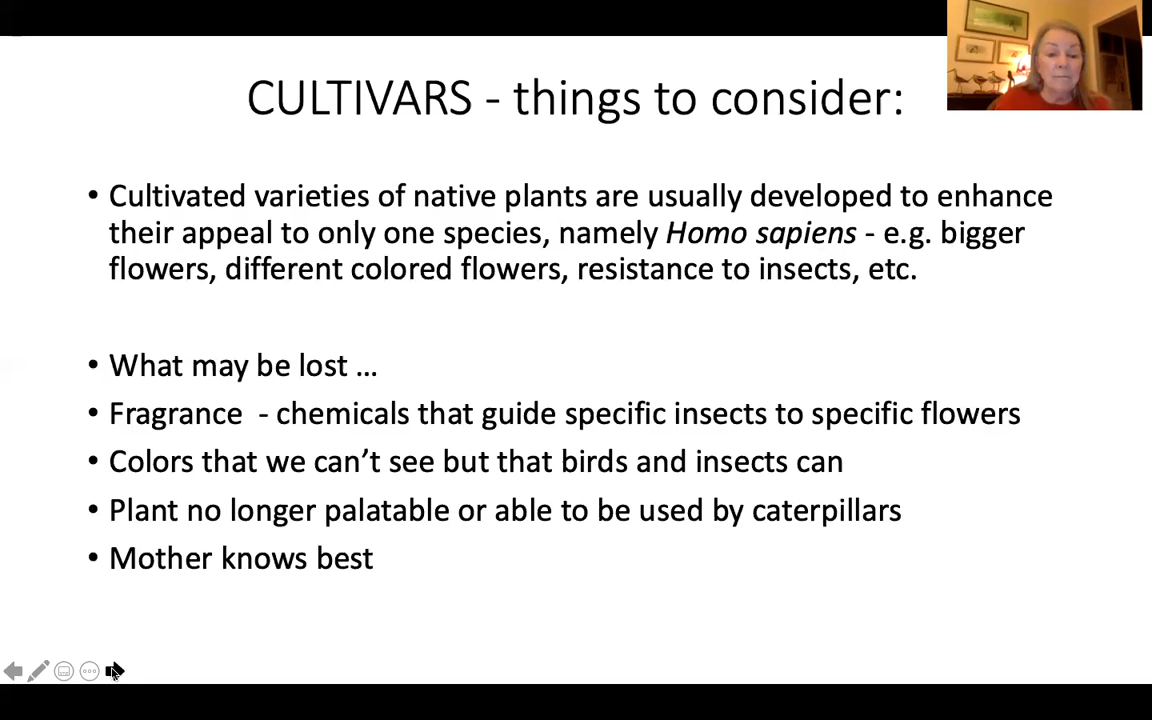 CULTIVARS - things to consider:
• Cultivated varieties of native plants are usually developed to enhance
their appeal to only one species, namely Homo sapiens - e.g. bigger
flowers, different colored flowers, resistance to insects, etc.
• What may be lost …
• Fragrance  - chemicals that guide specific insects to specific flowers
• Colors that we can’t see but that birds and insects can
• Plant no longer palatable or able to be used by caterpillars
• Mother knows best